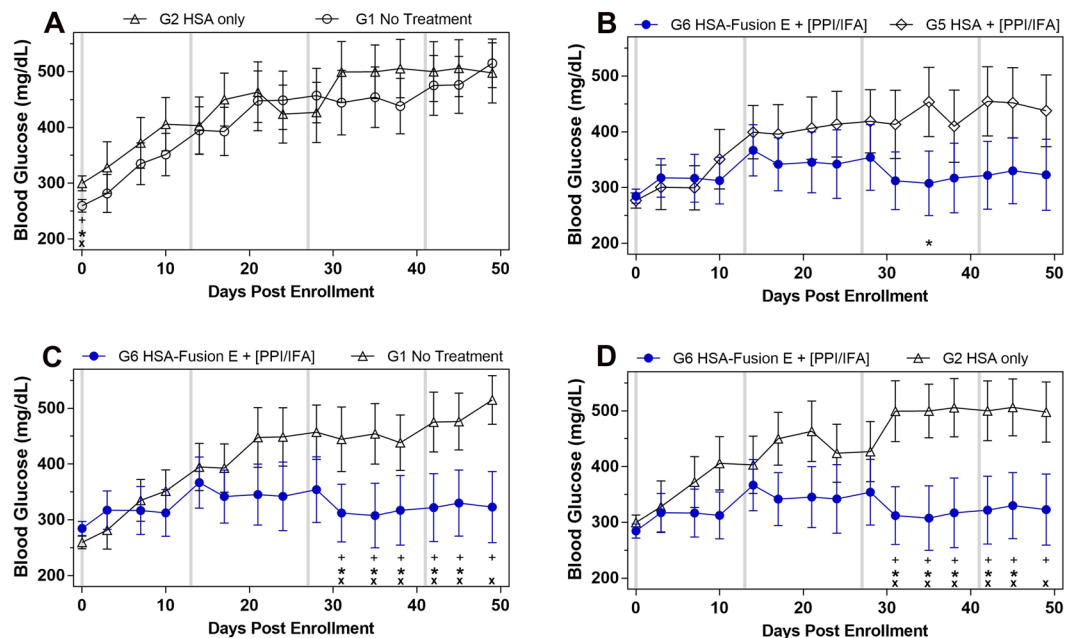 A
G2 HSA only
G1 No Treatment
Blood Glucose (mg/dL)
500
400
300
200
+
*
x
0 10 20 30 40 50
Days Post Enrollment
B
G6 HSA-Fusion E + [PPI/IFA]
G5 HSA + [PPI/IFA]
Blood Glucose (mg/dL)
500
400
300
200
*
0 10 20 30 40 50
Days Post Enrollment
C
G6 HSA-Fusion E + [PPI/IFA]
G1 No Treatment
Blood Glucose (mg/dL)
500
400
300
200
+ + + + + +
* * * * *
x x x x x x
0 10 20 30 40 50
Days Post Enrollment
D
G6 HSA-Fusion E + [PPI/IFA]
G2 HSA only
Blood Glucose (mg/dL)
500
400
300
200
+ + + + + +
* * * * *
x x x x x x
0 10 20 30 40 50
Days Post Enrollment